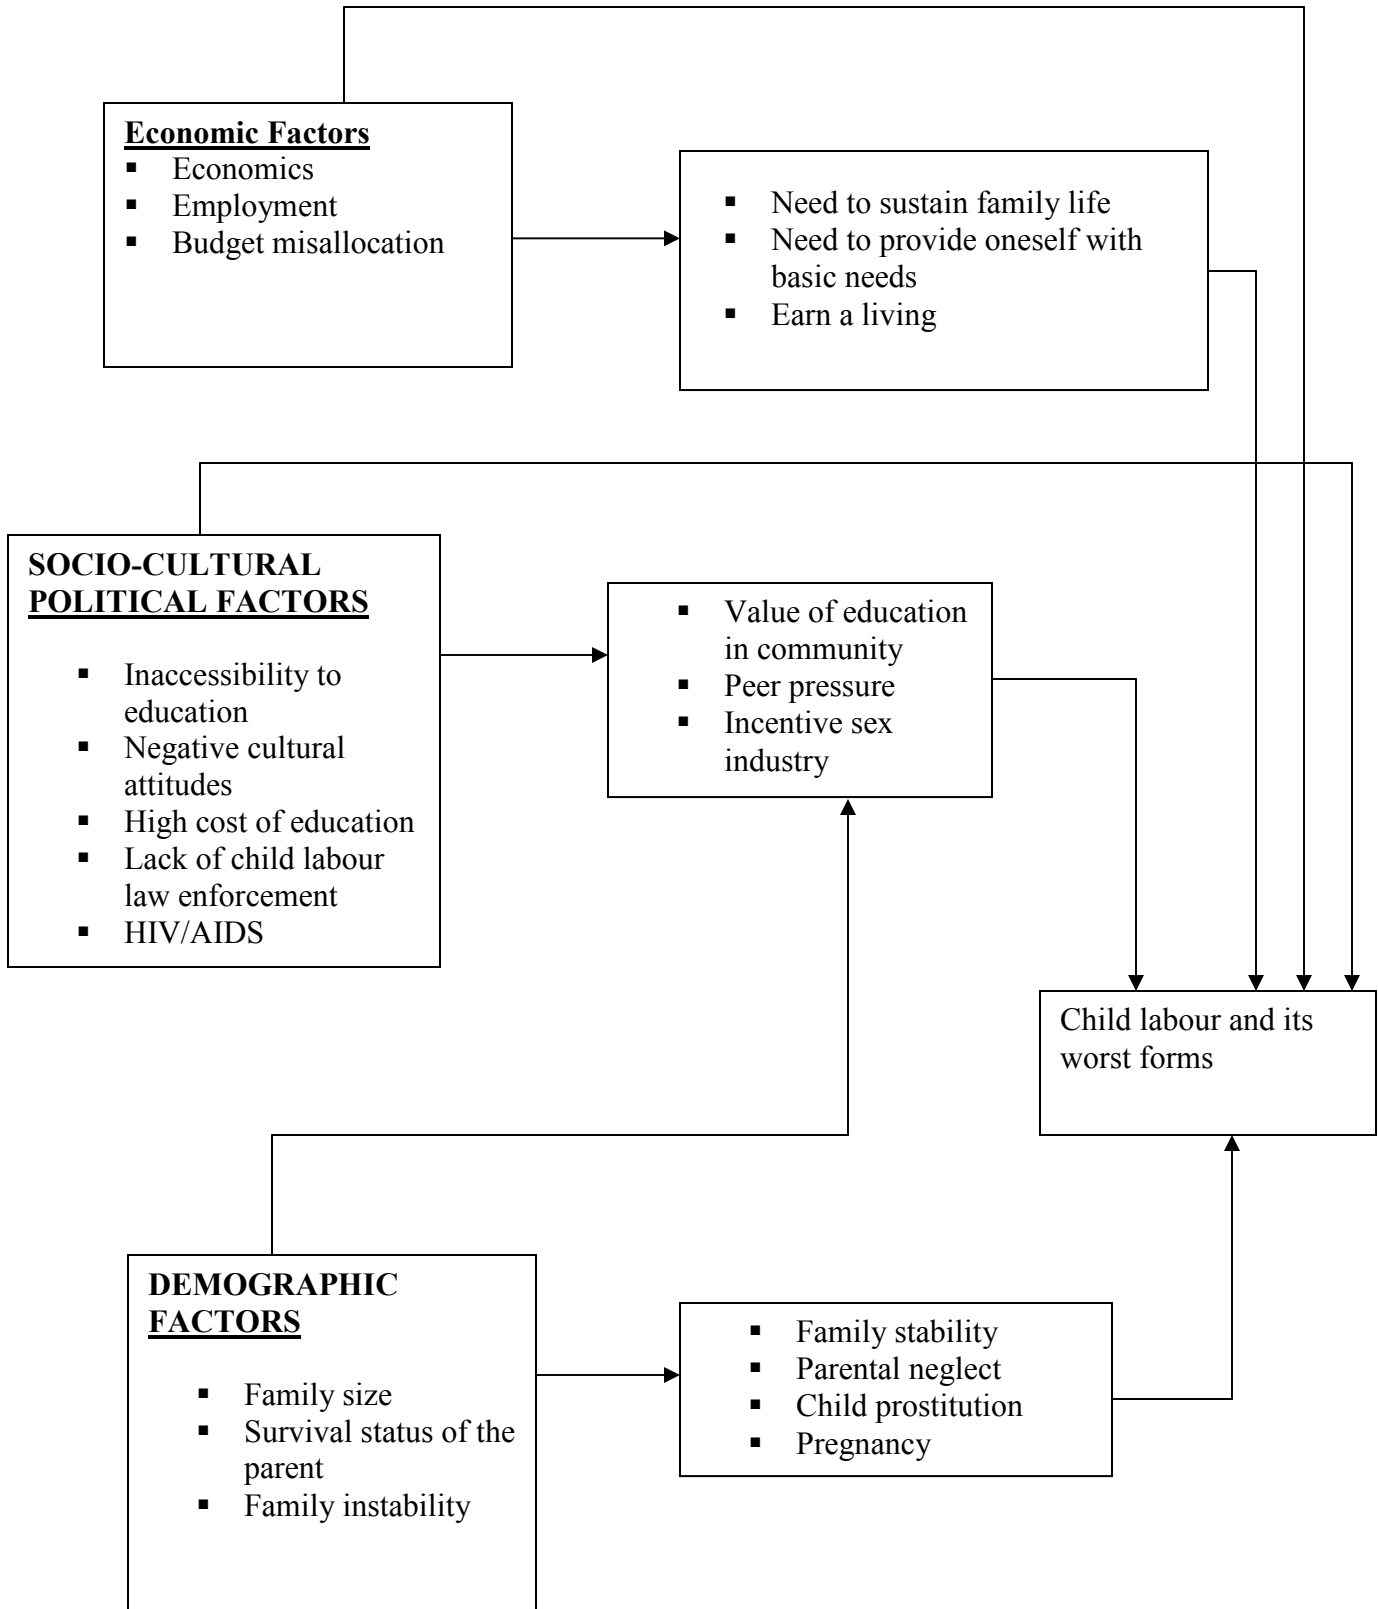 Economic Factors
▪ Economics
▪ Employment
▪ Budget misallocation
▪ Need to sustain family life
▪ Need to provide oneself with
basic needs
▪ Earn a living
SOCIO-CULTURAL
POLITICAL FACTORS
▪ Inaccessibility to
education
▪ Negative cultural
attitudes
▪ High cost of education
▪ Lack of child labour
law enforcement
▪ HIV/AIDS
▪ Value of education
in community
▪ Peer pressure
▪ Incentive sex
industry
Child labour and its
worst forms
DEMOGRAPHIC
FACTORS
▪ Family size
▪ Survival status of the
parent
▪ Family instability
▪ Family stability
▪ Parental neglect
▪ Child prostitution
▪ Pregnancy